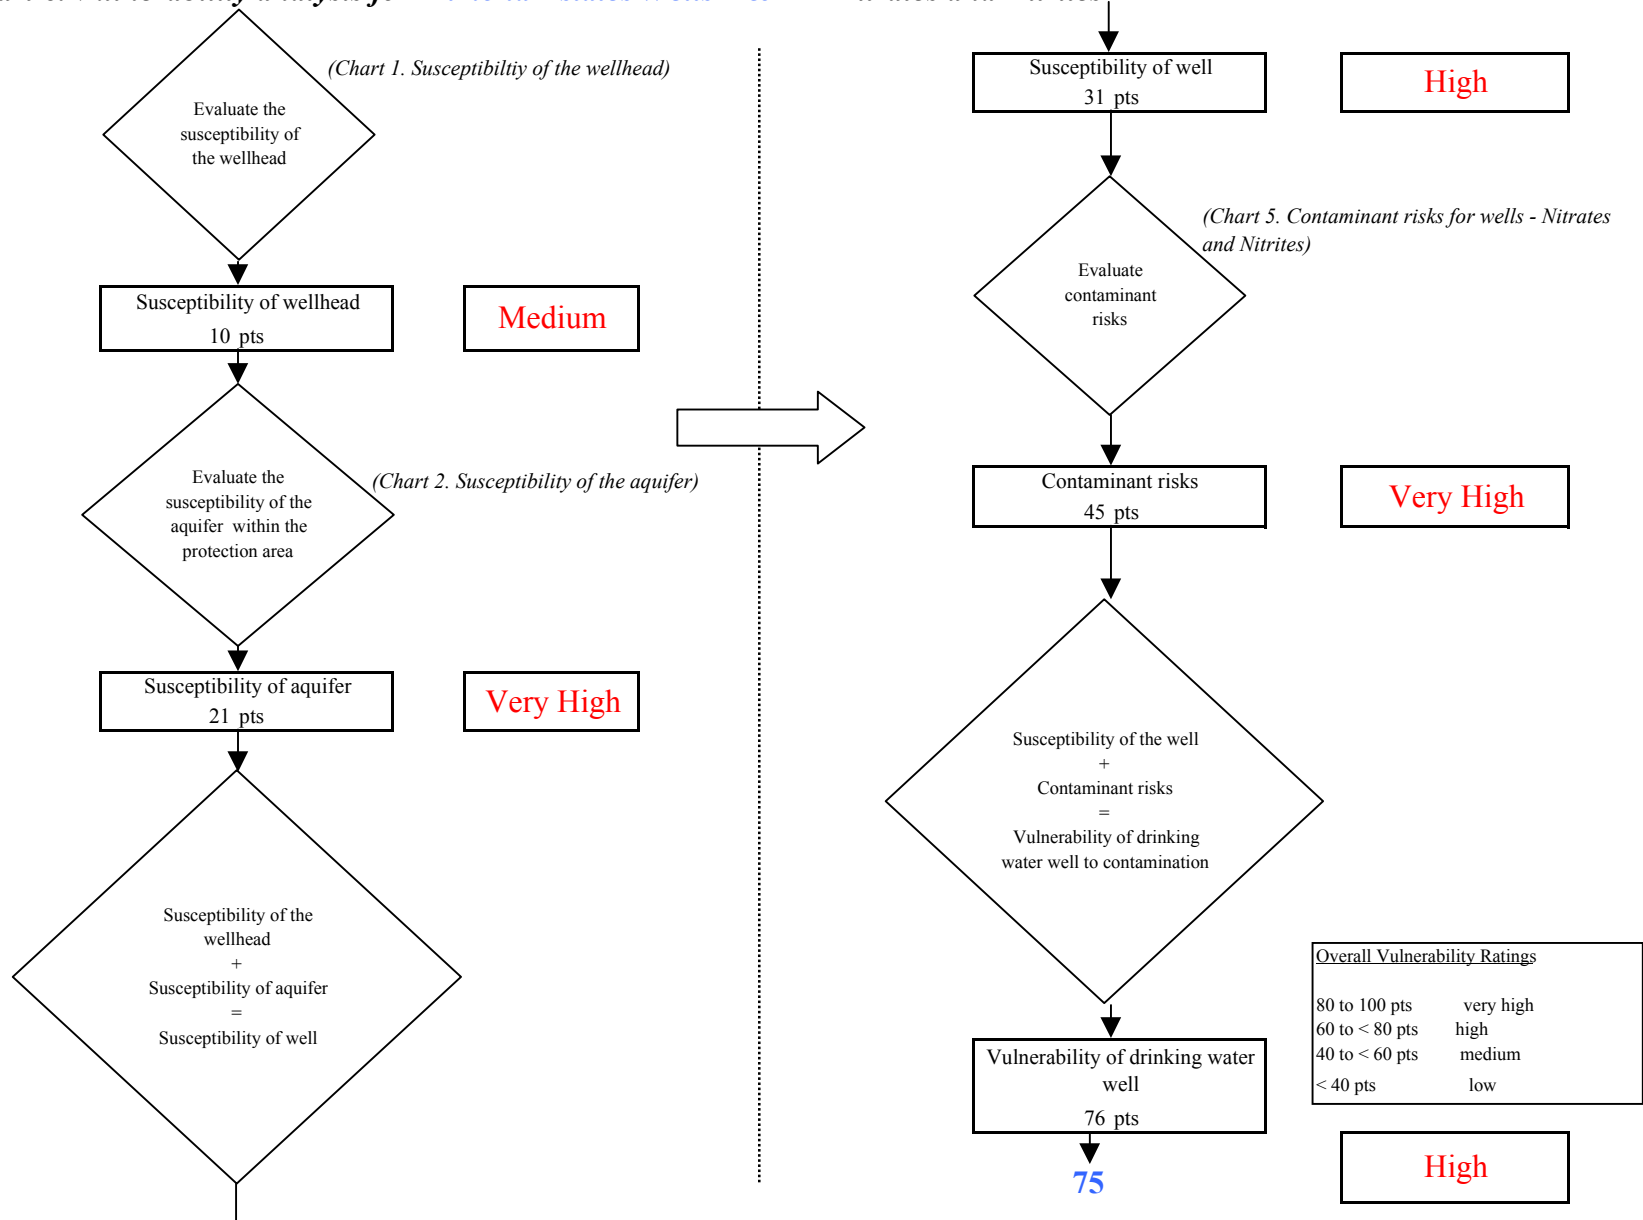 (Chart 1. Susceptibiltiy of the wellhead)
Evaluate the
susceptibility of
the wellhead
Susceptibility of wellhead
10 pts
Medium
Evaluate the
susceptibility of the
aquifer within the
protection area
(Chart 2. Susceptibility of the aquifer)
Susceptibility of aquifer
21 pts
Very High
Susceptibility of the
wellhead
+
Susceptibility of aquifer
=
Susceptibility of well
Susceptibility of well
31 pts
High
(Chart 5. Contaminant risks for wells - Nitrates
and Nitrites)
Evaluate
contaminant
risks
Contaminant risks
45 pts
Very High
Susceptibility of the well
+
Contaminant risks
=
Vulnerability of drinking
water well to contamination
Overall Vulnerability Ratings
80 to 100 pts very high
60 to < 80 pts high
40 to < 60 pts medium
< 40 pts low
Vulnerability of drinking water
well
76 pts
75
High